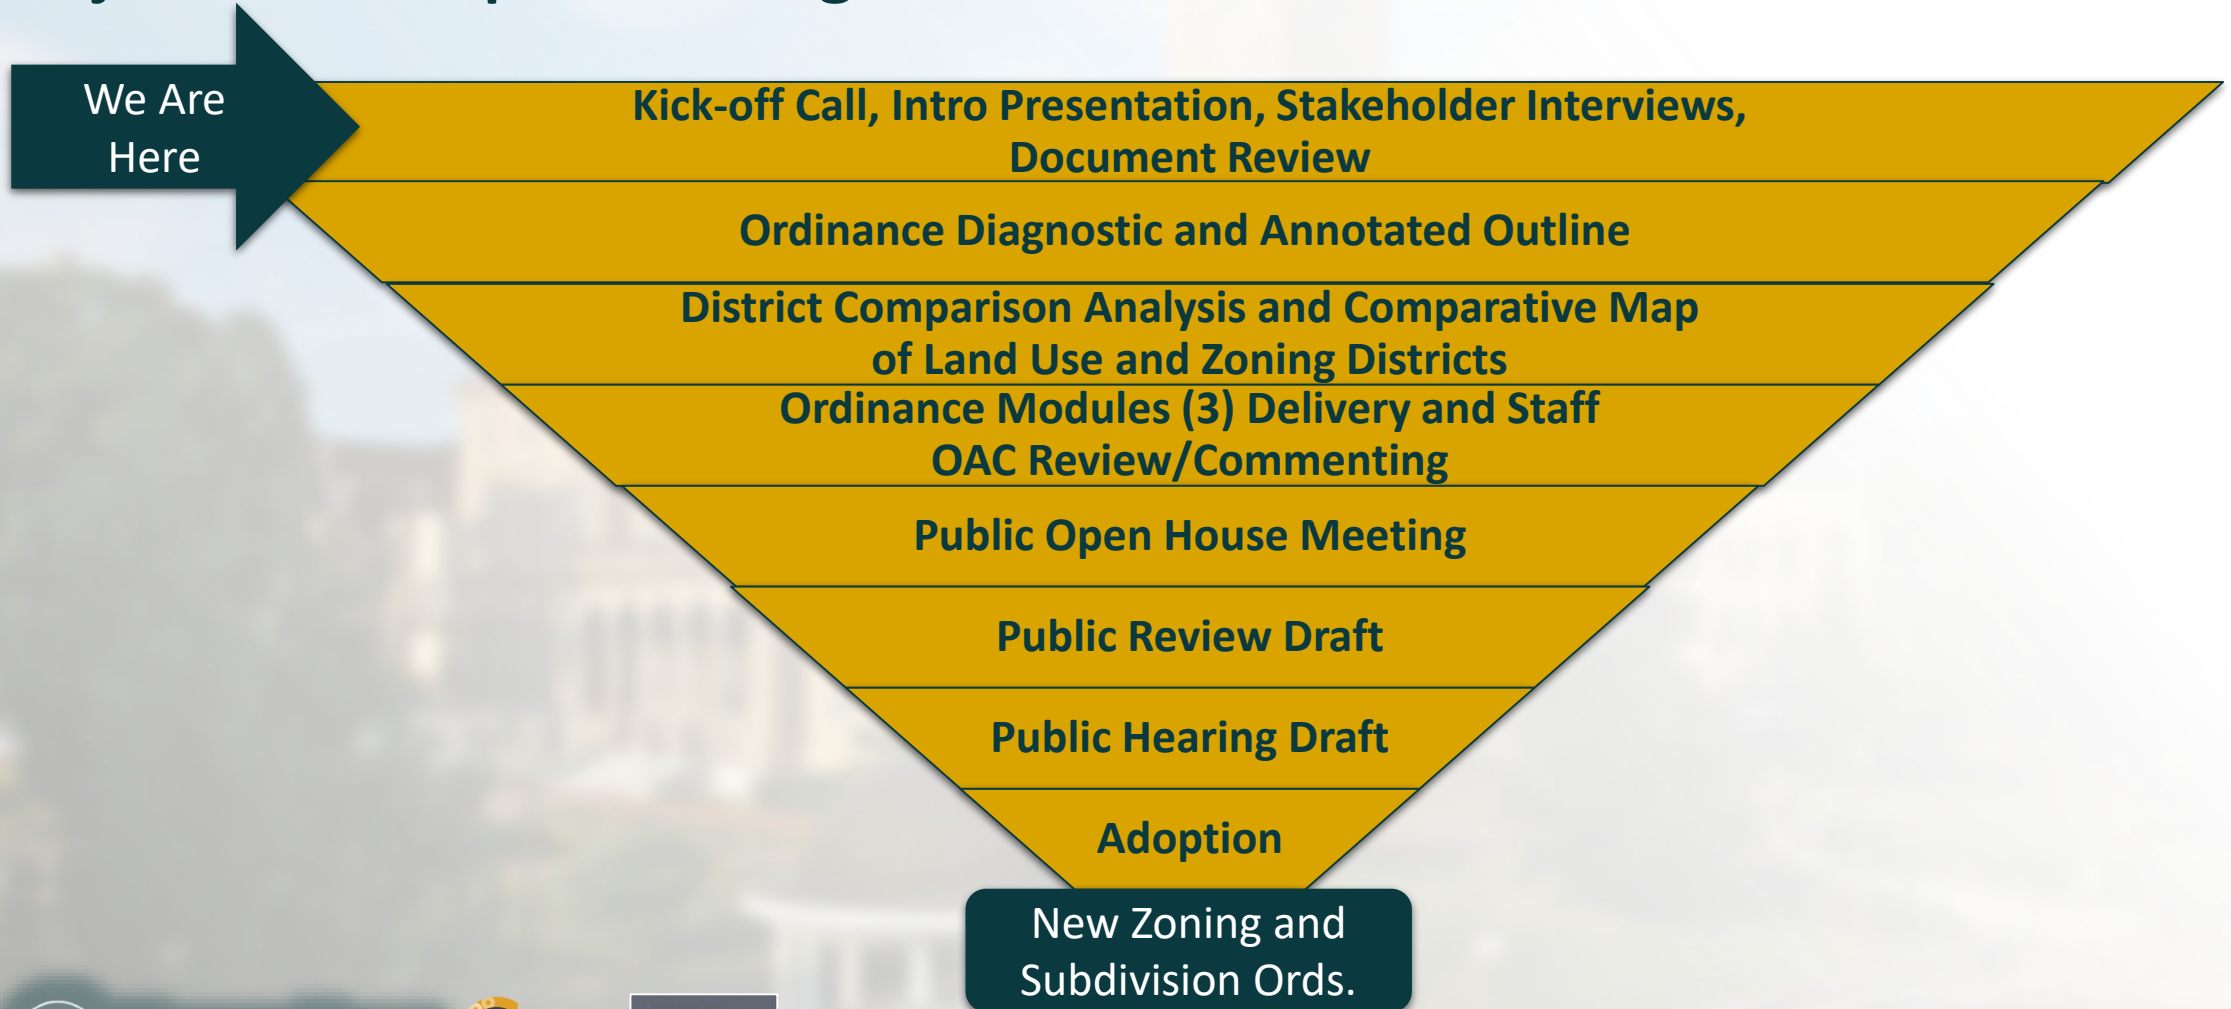 We Are
Here
Kick-off Call, Intro Presentation, Stakeholder Interviews,
Document Review
Ordinance Diagnostic and Annotated Outline
District Comparison Analysis and Comparative Map
of Land Use and Zoning Districts
Ordinance Modules (3) Delivery and Staff
OAC Review/Commenting
Public Open House Meeting
Public Review Draft
Public Hearing Draft
Adoption
New Zoning and
Subdivision Ords.